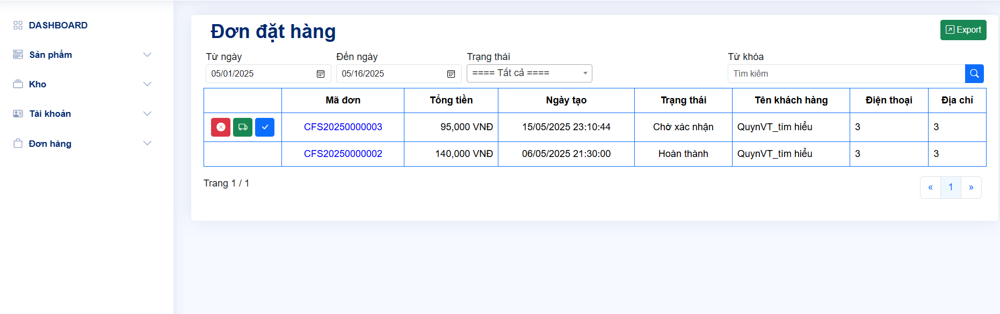 DASHBOARD
Sản phẩm
Kho
Tài khoản
Đơn hàng
Đơn đặt hàng
Export
Từ ngày Đến ngày Trạng thái Từ khóa
05/01/2025 05/16/2025 ==== Tất cả ==== Tìm kiếm
Mã đơn Tổng tiền Ngày tạo Trạng thái Tên khách hàng Điện thoại Địa chỉ
CFS20250000003 95,000 VNĐ 15/05/2025 23:10:44 Chờ xác nhận QuynVT_tìm hiểu 3 3
CFS20250000002 140,000 VNĐ 06/05/2025 21:30:00 Hoàn thành QuynVT_tìm hiểu 3 3
Trang 1 / 1
« 1 »